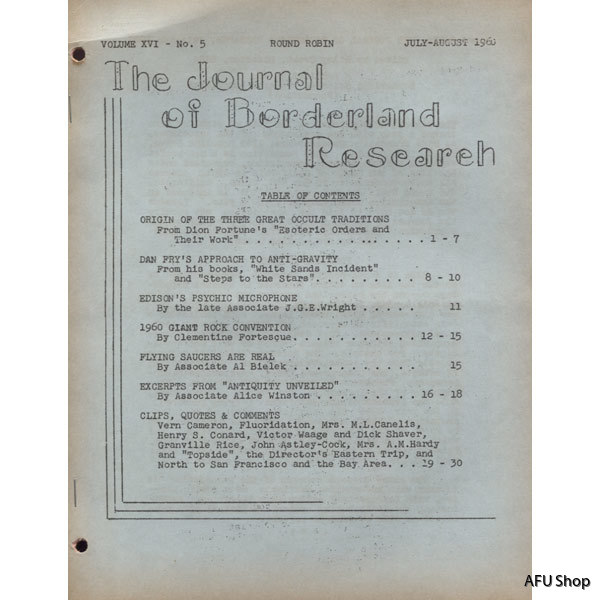 VOLUME XVI - No. 5 ROUND ROBIN JULY-AUGUST 1960
The Journal
of Borderland
Research
TABLE OF CONTENTS
ORIGIN OF THE THREE GREAT OCCULT TRADITIONS
From Dion Fortune's "Esoteric Orders and
Their Work" . . . . . . . . . . ... . . . . . 1 - 7
DAN FRY'S APPROACH TO ANTI-GRAVITY
From his books, "White Sands Incident"
and "Steps to the Stars". . . . . . . . . 8 - 10
EDISON'S PSYCHIC MICROPHONE
By the late Associate J.G.E.Wright . . . . . 11
1960 GIANT ROCK CONVENTION
By Clementine Fortesque. . . . . . . . . . . 12 - 15
FLYING SAUCERS ARE REAL
By Associate Al Bielek . . . . . . . . . . . 15
EXCERPTS FROM "ANTIQUITY UNVEILED"
By Associate Alice Winston . . . . . . . . . 16 - 18
CLIPS, QUOTES & COMMENTS
Vern Cameron, Fluoridation, Mrs. M.L.Canelis,
Henry S. Conard, Victor Waage and Dick Shaver,
Granville Rice, John Astley-Cock, Mrs. A.M.Hardy
and "Topside", the Director's Eastern Trip, and
North to San Francisco and the Bay Area. . . 19 - 30
AFU Shop